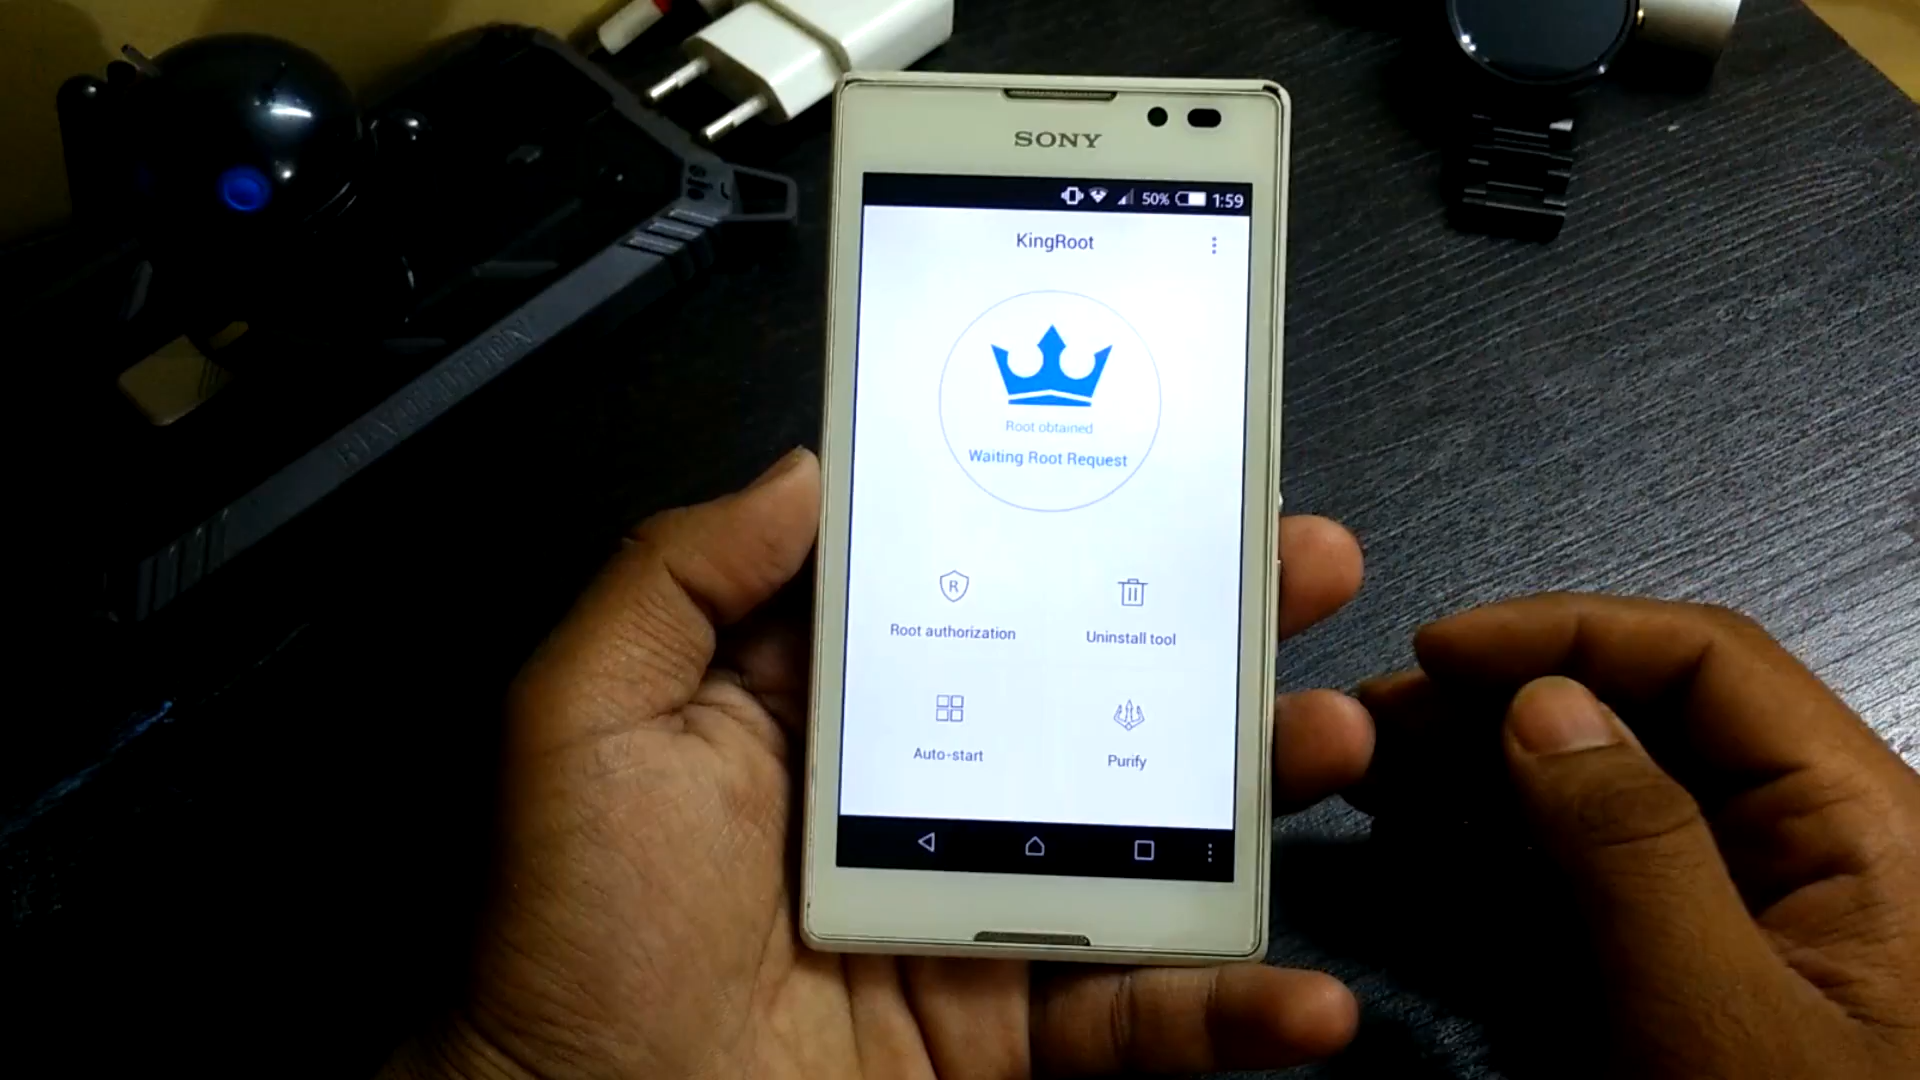 SONY
50% 1:59
KingRoot
Root obtained
Waiting Root Request
R
Root authorization
Uninstall tool
Auto-start
Purify